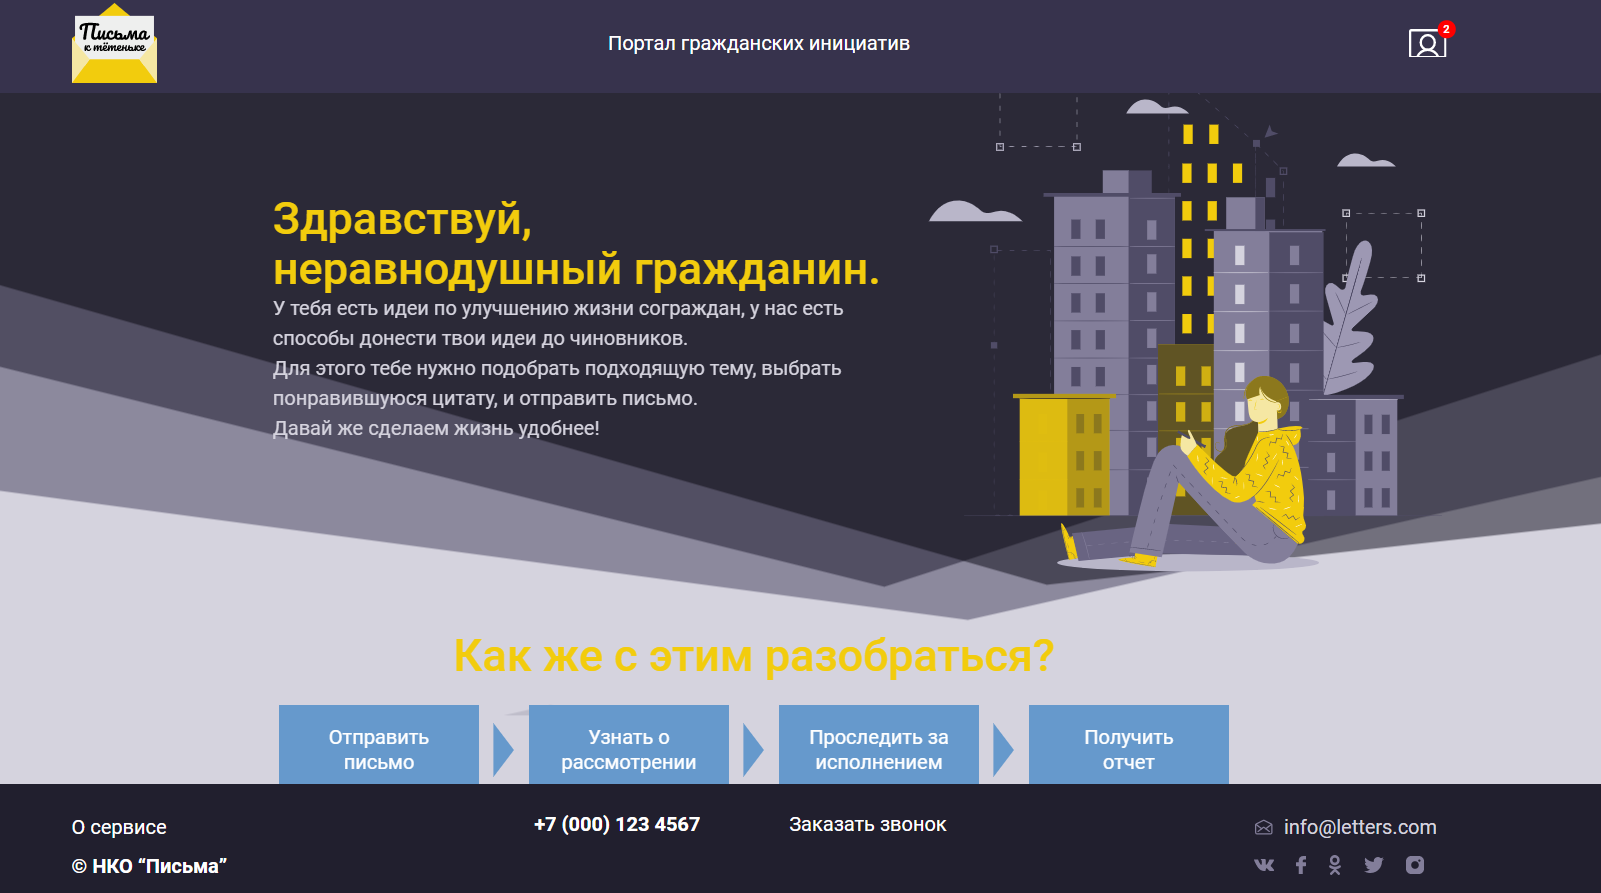 Письма
к тётеньке
Портал гражданских инициатив
2
Здравствуй,
неравнодушный гражданин.
У тебя есть идеи по улучшению жизни сограждан, у нас есть
способы донести твои идеи до чиновников.
Для этого тебе нужно подобрать подходящую тему, выбрать
понравившуюся цитату, и отправить письмо.
Давай же сделаем жизнь удобнее!
Как же с этим разобраться?
Отправить
письмо
Узнать о
рассмотрении
Проследить за
исполнением
Получить
отчет
О сервисе
+7 (000) 123 4567
Заказать звонок
info@letters.com
© НКО “Письма”